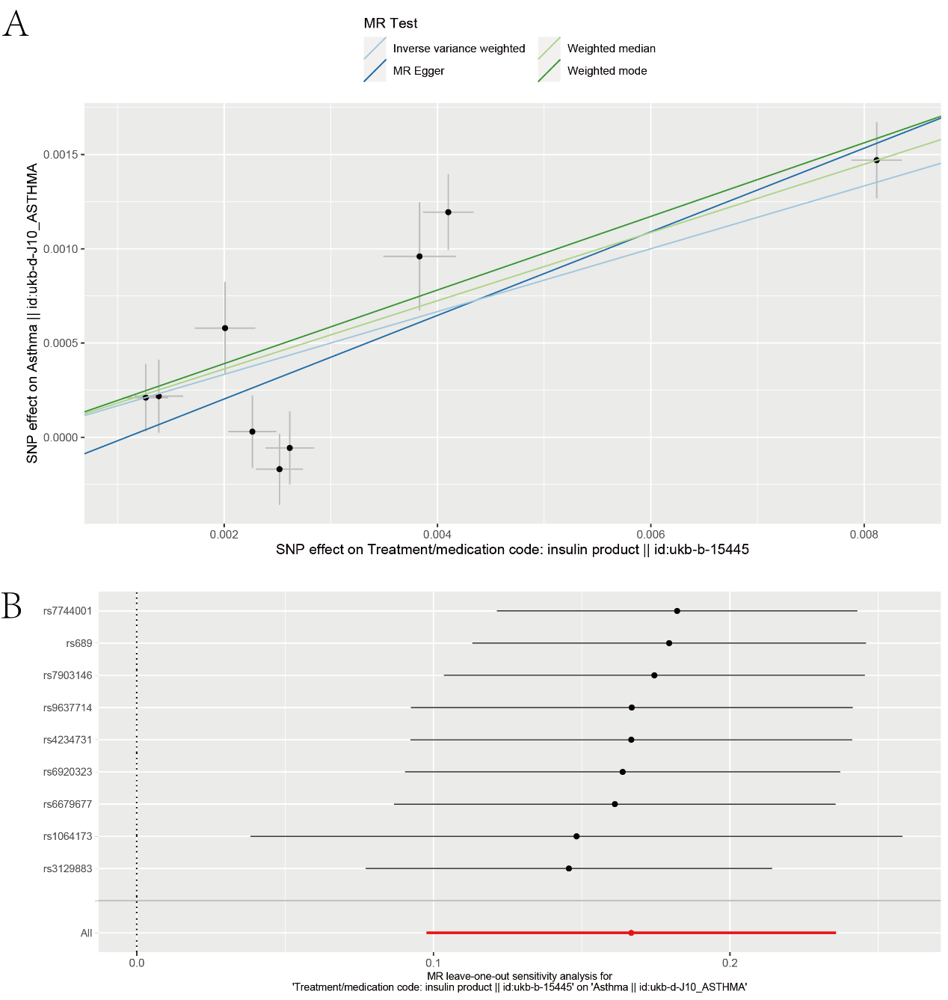 A
MR Test
Inverse variance weighted
Weighted median
MR Egger
Weighted mode
SNP effect on Asthma || id:ukb-d-J10_ASTHMA
0.0015
0.0010
0.0005
0.0000
0.002
0.004
0.006
0.008
SNP effect on Treatment/medication code: insulin product || id:ukb-b-15445
B
rs7744001
rs689
rs7903146
rs9637714
rs4234731
rs6920323
rs6679677
rs1064173
rs3129883
All
0.0
0.1
0.2
MR leave-one-out sensitivity analysis for
'Treatment/medication code: insulin product || id:ukb-b-15445' on 'Asthma || id:ukb-d-J10_ASTHMA'